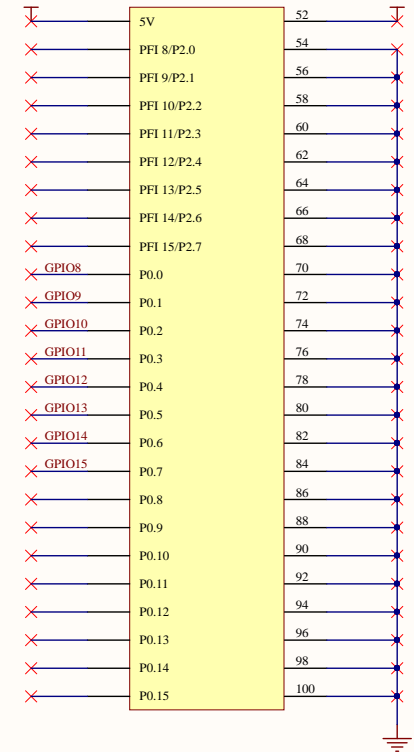 5V 52
PFI 8/P2.0 54
PFI 9/P2.1 56
PFI 10/P2.2 58
PFI 11/P2.3 60
PFI 12/P2.4 62
PFI 13/P2.5 64
PFI 14/P2.6 66
PFI 15/P2.7 68
GPIO8 P0.0 70
GPIO9 P0.1 72
GPIO10 P0.2 74
GPIO11 P0.3 76
GPIO12 P0.4 78
GPIO13 P0.5 80
GPIO14 P0.6 82
GPIO15 P0.7 84
P0.8 86
P0.9 88
P0.10 90
P0.11 92
P0.12 94
P0.13 96
P0.14 98
P0.15 100